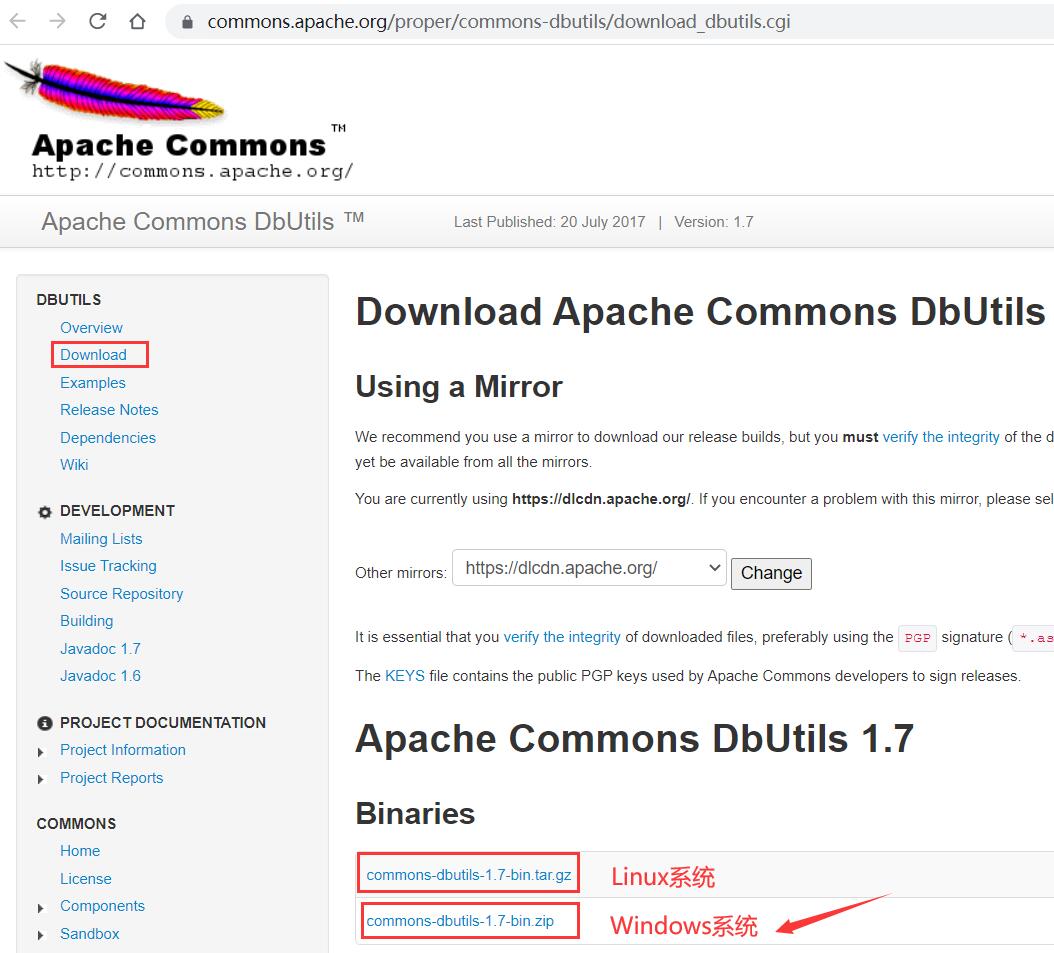 commons.apache.org/proper/commons-dbutils/download_dbutils.cgi
Apache Commons ™
http://commons.apache.org/
Apache Commons DbUtils ™
Last Published: 20 July 2017 | Version: 1.7
DBUTILS
Overview
Download
Examples
Release Notes
Dependencies
Wiki
DEVELOPMENT
Mailing Lists
Issue Tracking
Source Repository
Building
Javadoc 1.7
Javadoc 1.6
PROJECT DOCUMENTATION
Project Information
Project Reports
COMMONS
Home
License
Components
Sandbox
Download Apache Commons DbUtils
Using a Mirror
We recommend you use a mirror to download our release builds, but you must verify the integrity of the d
yet be available from all the mirrors.
You are currently using https://dlcdn.apache.org/. If you encounter a problem with this mirror, please sel
Other mirrors: https://dlcdn.apache.org/ Change
It is essential that you verify the integrity of downloaded files, preferably using the PGP signature (*.as
The KEYS file contains the public PGP keys used by Apache Commons developers to sign releases.
Apache Commons DbUtils 1.7
Binaries
commons-dbutils-1.7-bin.tar.gz Linux系统
commons-dbutils-1.7-bin.zip Windows系统